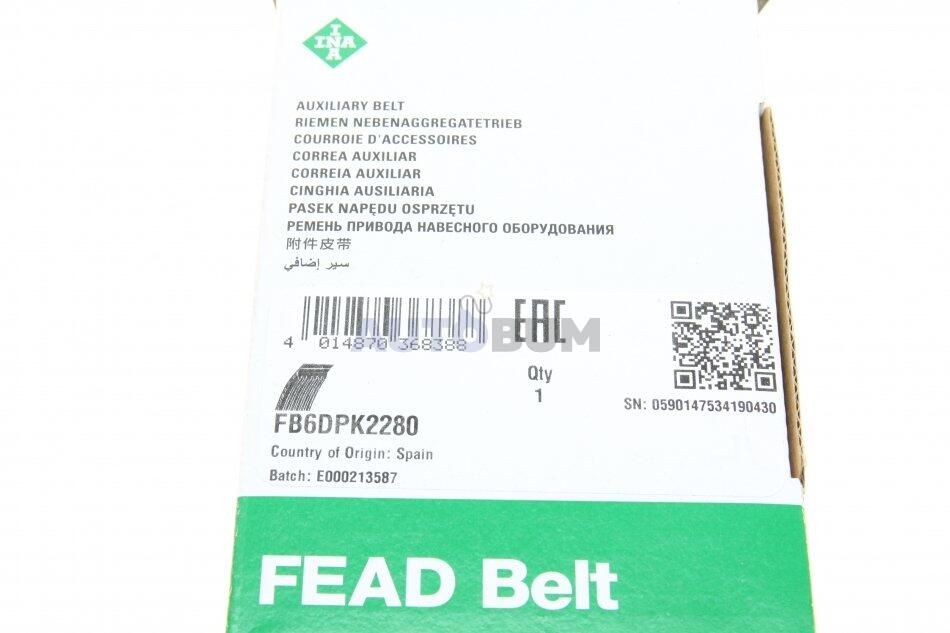 INA
INA
AUXILIARY BELT
RIEMEN NEBENAGGREGATETRIEB
COURROIE D'ACCESSOIRES
CORREA AUXILIAR
CORREIA AUXILIAR
CINGHIA AUSILIARIA
PASEK NAPĘDU OSPRZĘTU
РЕМЕНЬ ПРИВОДА НАВЕСНОГО ОБОРУДОВАНИЯ
附件皮带
سير إضافي
EAC
4 014870 368388
AUTOBUM
Qty
1
SN: 0590147534190430
FB6DPK2280
Country of Origin: Spain
Batch: E000213587
FEAD Belt